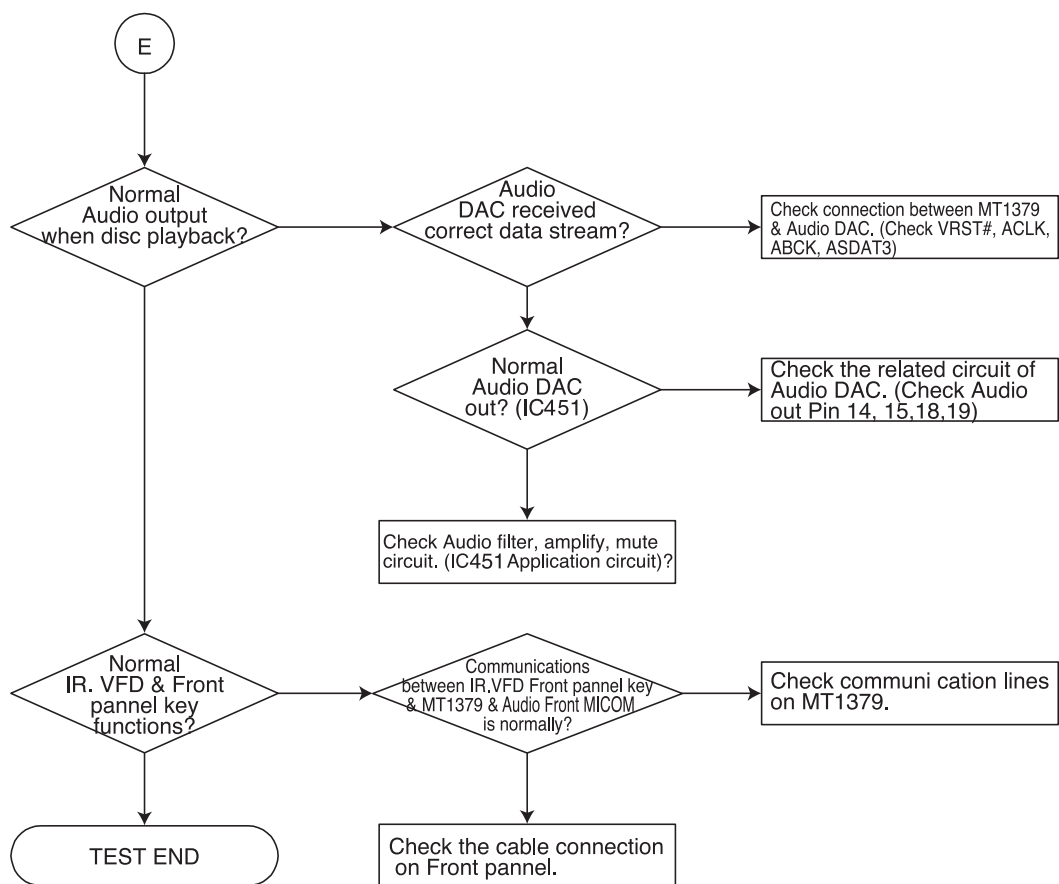 E
Normal
Audio output
when disc playback?
Audio
DAC received
correct data stream?
Check connection between MT1379
& Audio DAC. (Check VRST#, ACLK,
ABCK, ASDAT3)
Normal
Audio DAC
out? (IC451)
Check the related circuit of
Audio DAC. (Check Audio
out Pin 14, 15,18,19)
Check Audio filter, amplify, mute
circuit. (IC451 Application circuit)?
Normal
IR. VFD & Front
pannel key
functions?
Communications
between IR.VFD Front pannel key
& MT1379 & Audio Front MICOM
is normally?
Check communi cation lines
on MT1379.
TEST END
Check the cable connection
on Front pannel.